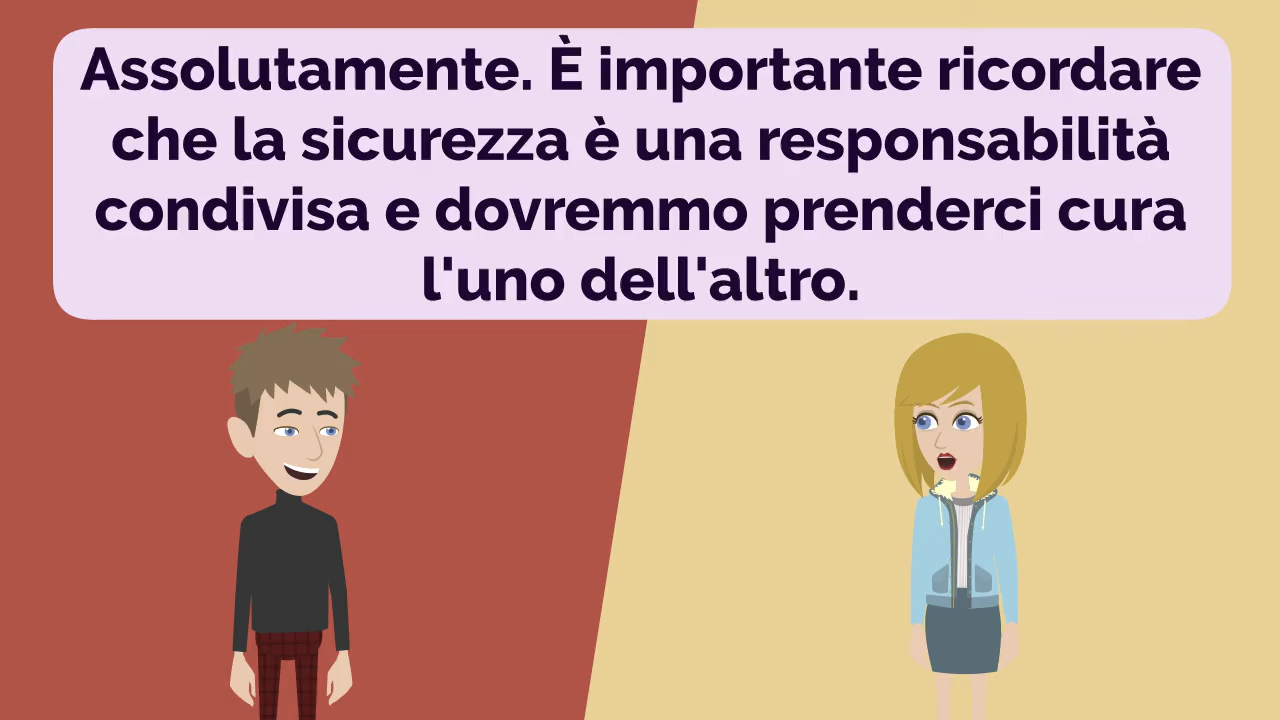 Assolutamente. È importante ricordare
che la sicurezza è una responsabilità
condivisa e dovremmo prenderci cura
l'uno dell'altro.